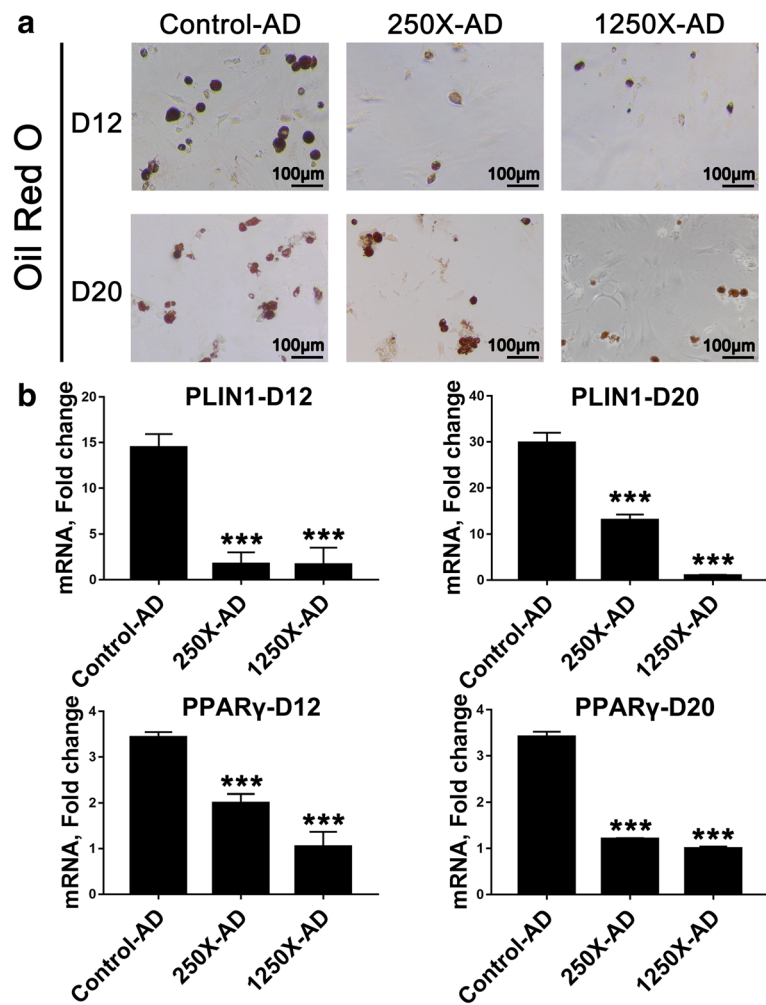 a
Control-AD 250X-AD 1250X-AD
Oil Red O
D12
100μm 100μm 100μm
D20
100μm 100μm 100μm
b
PLIN1-D12
mRNA, Fold change
20
15
10
5
0
*** ***
Control-AD 250X-AD 1250X-AD
PLIN1-D20
mRNA, Fold change
40
30
20
10
0
***
***
Control-AD 250X-AD 1250X-AD
PPARγ-D12
mRNA, Fold change
4
3
2
1
0
***
***
Control-AD 250X-AD 1250X-AD
PPARγ-D20
mRNA, Fold change
4
3
2
1
0
*** ***
Control-AD 250X-AD 1250X-AD